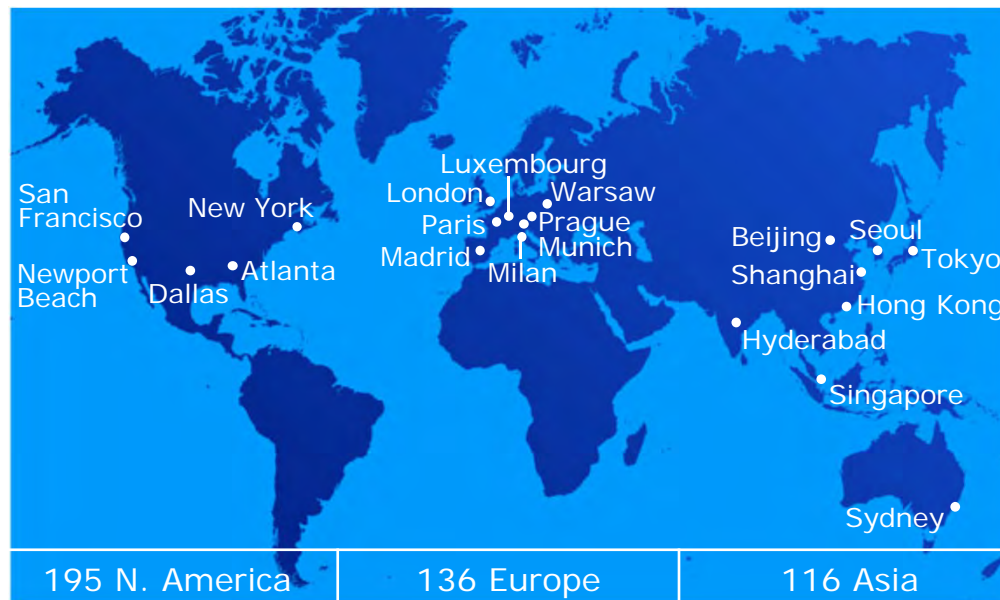 San
Francisco
New York
Newport
Beach
Dallas
Atlanta
Luxembourg
London
Warsaw
Paris
Prague
Madrid
Munich
Milan
Beijing
Seoul
Tokyo
Shanghai
Hong Kong
Hyderabad
Singapore
Sydney
195 N. America
136 Europe
116 Asia